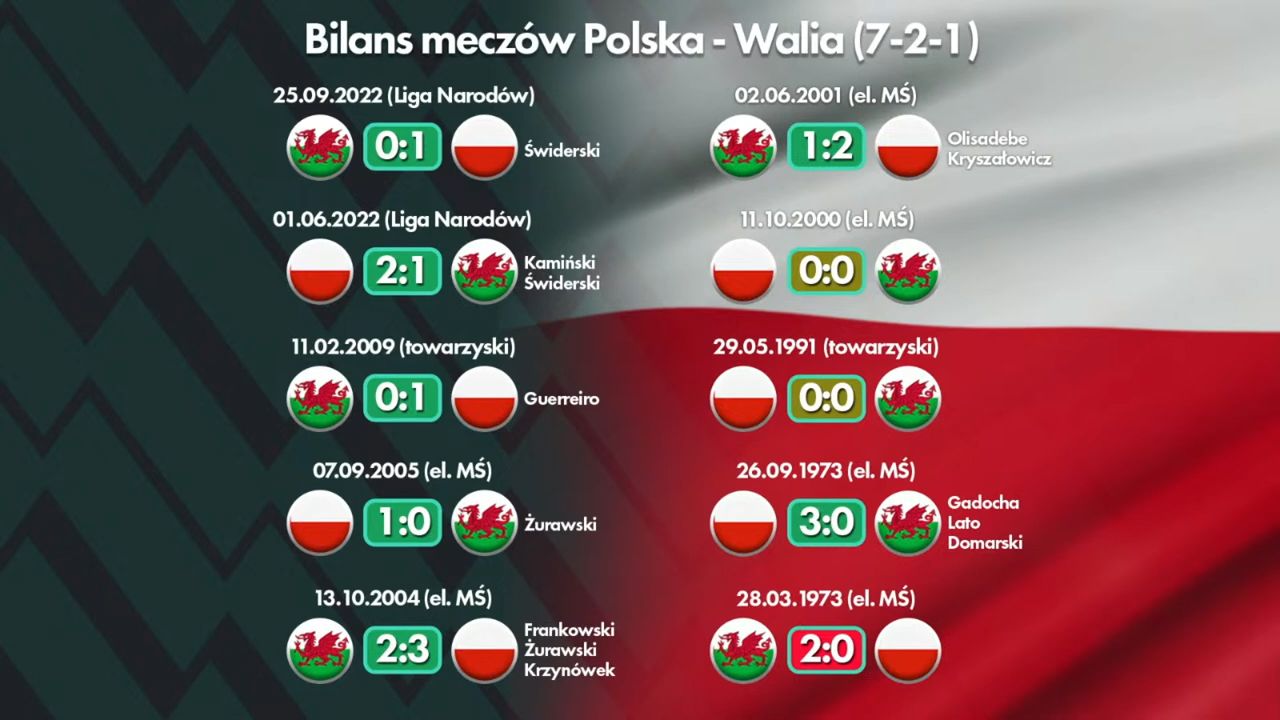 Bilans meczów Polska - Walia (7-2-1)
25.09.2022 (Liga Narodów)
0:1
Świderski
01.06.2022 (Liga Narodów)
2:1
Kamiński
Świderski
11.02.2009 (towarzyski)
0:1
Guerreiro
07.09.2005 (el. MŚ)
1:0
Żurawski
13.10.2004 (el. MŚ)
2:3
Frankowski
Żurawski
Krzynówek
02.06.2001 (el. MŚ)
1:2
Olisadebe
Kryszałowicz
11.10.2000 (el. MŚ)
0:0
29.05.1991 (towarzyski)
0:0
26.09.1973 (el. MŚ)
3:0
Gadocha
Lato
Domarski
28.03.1973 (el. MŚ)
2:0